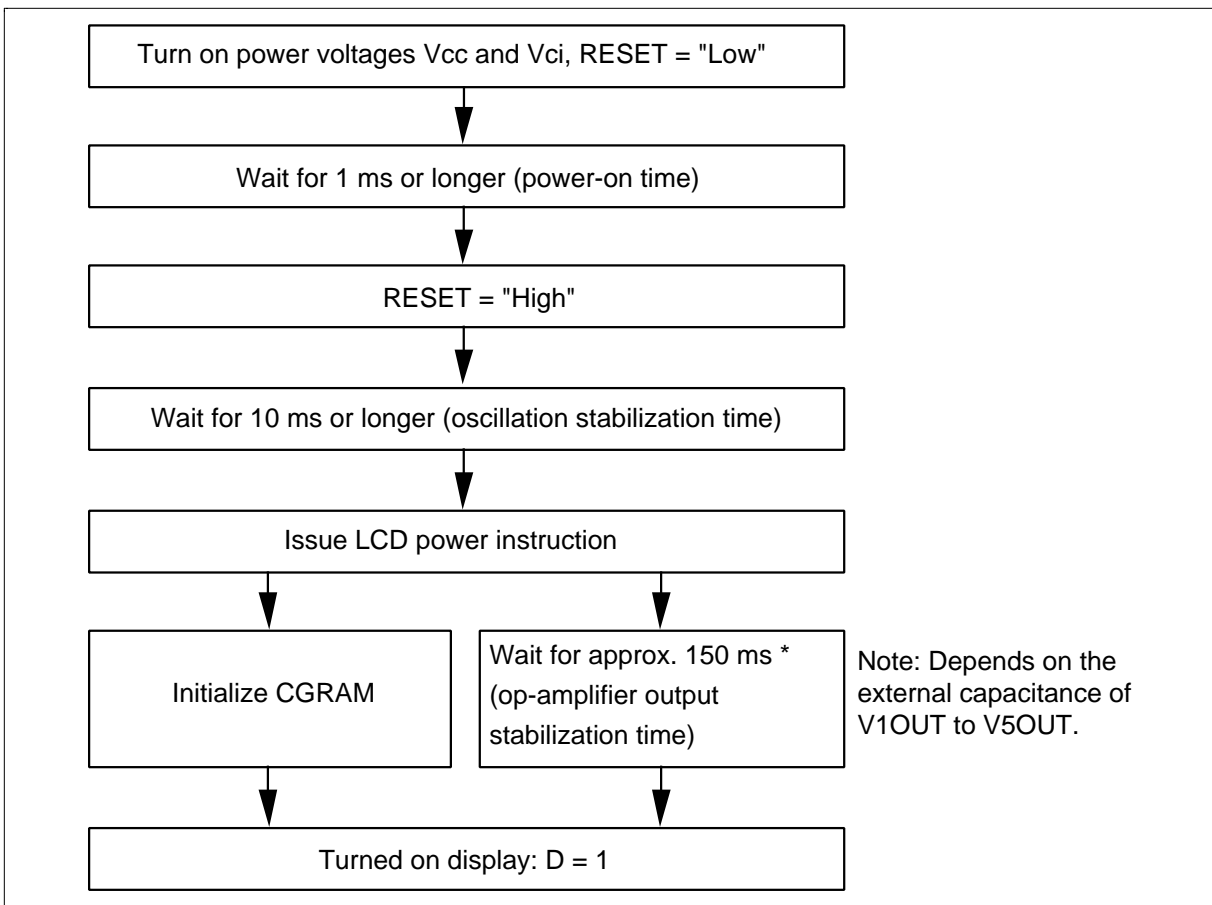 Turn on power voltages Vcc and Vci, RESET = "Low"
Wait for 1 ms or longer (power-on time)
RESET = "High"
Wait for 10 ms or longer (oscillation stabilization time)
Issue LCD power instruction
Initialize CGRAM
Wait for approx. 150 ms *
(op-amplifier output
stabilization time)
Note: Depends on the
external capacitance of
V1OUT to V5OUT.
Turned on display: D = 1